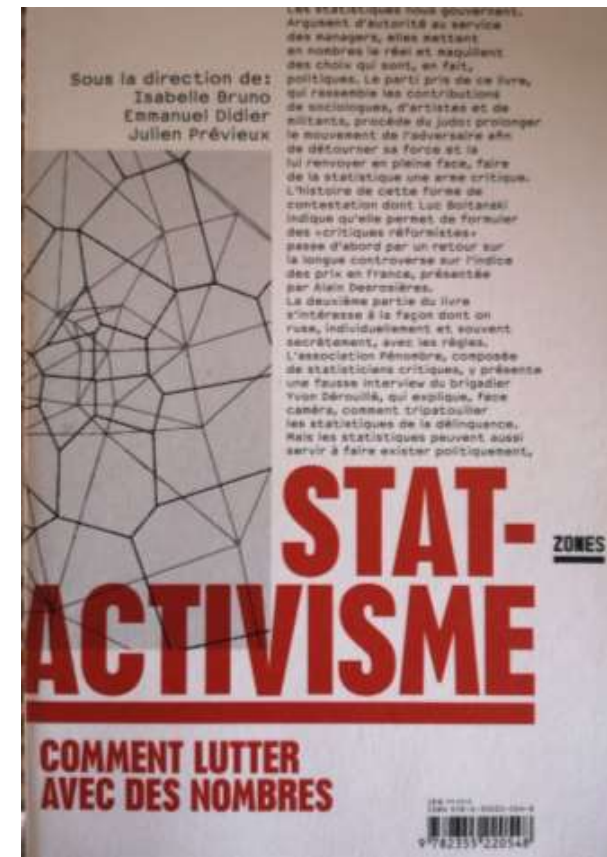 Les statistiques nous gouvernent.
Argument d'autorité au service
des managers, elles mettent
en nombres le réel et maquillent
des choix qui sont, en fait,
politiques. Le parti pris de ce livre,
qui rassemble les contributions
de sociologues, d'artistes et de
militants, procède du judo: prolonger
le mouvement de l'adversaire afin
de détourner sa force et la
lui renvoyer en pleine face, faire
de la statistique une arme critique.
L'histoire de cette forme de
contestation dont Luc Boltanski
indique qu'elle permet de formuler
des «critiques réformistes»
passe d'abord par un retour sur
la longue controverse sur l'indice
des prix en France, présentée
par Alain Desrosières.
La deuxième partie du livre
s'intéresse à la façon dont on
ruse, individuellement et souvent
secrètement, avec les règles.
L'association Pénombre, composée
de statisticiens critiques, y présente
une fausse interview du brigadier
Yvon Dérouillé, qui explique, face
caméra, comment tripatouiller
les statistiques de la délinquance.
Mais les statistiques peuvent aussi
servir à faire exister politiquement,
Sous la direction de:
Isabelle Bruno
Emmanuel Didier
Julien Prévieux
STAT-
ACTIVISME
ZONES
COMMENT LUTTER
AVEC DES NOMBRES
9 782355 220548